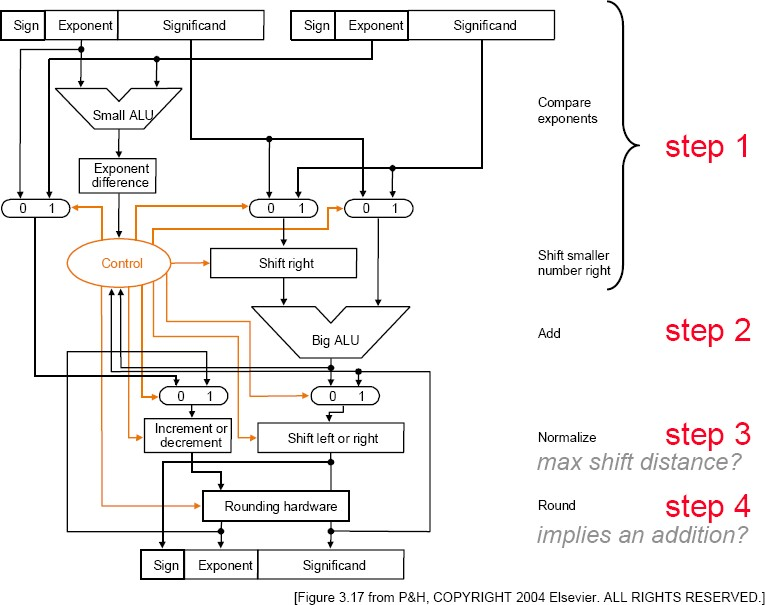 Sign Exponent Significand Sign Exponent Significand
Small ALU
Compare
exponents
step 1
Exponent
difference
0 1 0 1 0 1
Control
Shift right
Shift smaller
number right
Big ALU
Add
step 2
0 1 0 1
Increment or
decrement
Shift left or right
Normalize
step 3
max shift distance?
Rounding hardware
Round
step 4
implies an addition?
Sign Exponent Significand
[Figure 3.17 from P&H, COPYRIGHT 2004 Elsevier. ALL RIGHTS RESERVED.]